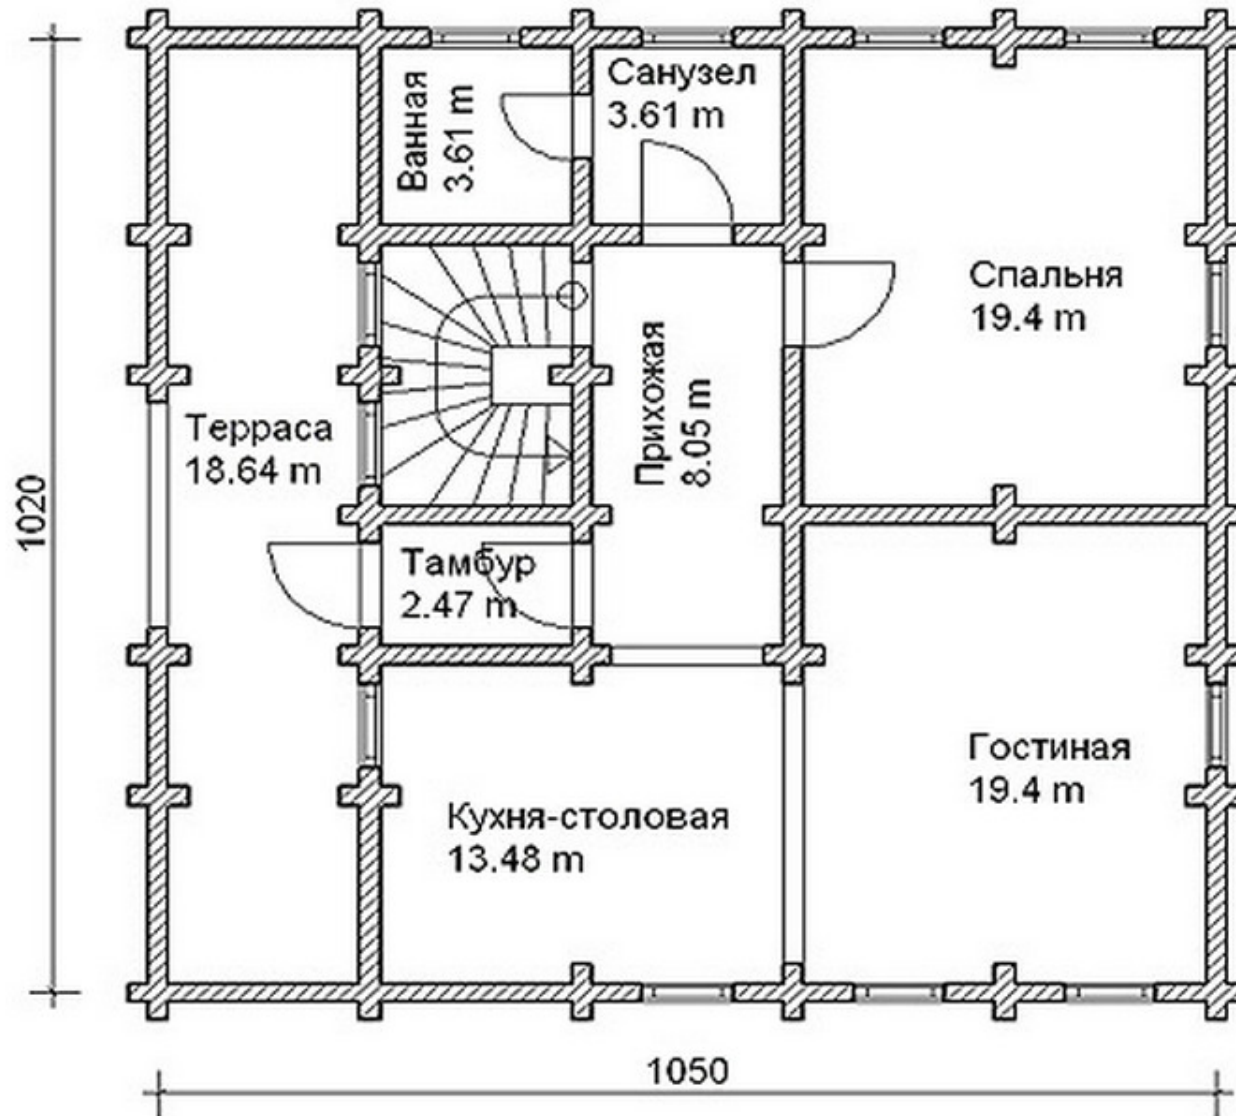 Ванная
3.61 m
Санузел
3.61 m
Спальня
19.4 m
Прихожая
8.05 m
Терраса
18.64 m
Тамбур
2.47 m
Гостиная
19.4 m
Кухня-столовая
13.48 m
1020
1050